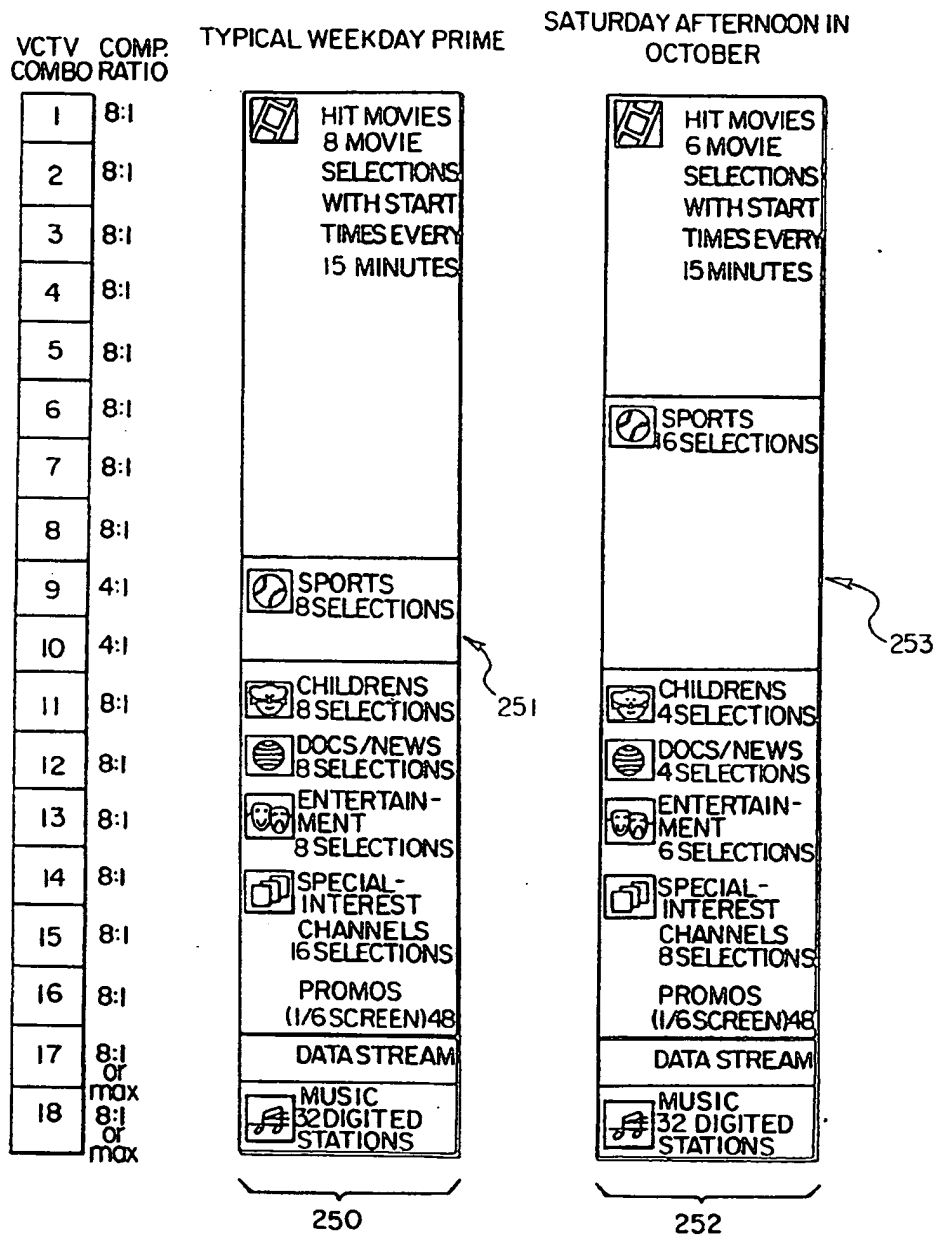 VCTV COMP.
COMBO RATIO
TYPICAL WEEKDAY PRIME
SATURDAY AFTERNOON IN
OCTOBER
1 8:1
2 8:1
3 8:1
4 8:1
5 8:1
6 8:1
7 8:1
8 8:1
9 4:1
10 4:1
11 8:1
12 8:1
13 8:1
14 8:1
15 8:1
16 8:1
17 8:1
or
max
18 8:1
or
max
HIT MOVIES
8 MOVIE
SELECTIONS
WITH START
TIMES EVERY
15 MINUTES
SPORTS
8 SELECTIONS
251
CHILDRENS
8 SELECTIONS
DOCS/NEWS
8 SELECTIONS
ENTERTAIN-
MENT
8 SELECTIONS
SPECIAL-
INTEREST
CHANNELS
16 SELECTIONS
PROMOS
(1/6 SCREEN) 48
DATA STREAM
MUSIC
32 DIGITED
STATIONS
250
HIT MOVIES
6 MOVIE
SELECTIONS
WITH START
TIMES EVERY
15 MINUTES
SPORTS
16 SELECTIONS
253
CHILDRENS
4 SELECTIONS
DOCS/NEWS
4 SELECTIONS
ENTERTAIN-
MENT
6 SELECTIONS
SPECIAL-
INTEREST
CHANNELS
8 SELECTIONS
PROMOS
(1/6 SCREEN) 48
DATA STREAM
MUSIC
32 DIGITED
STATIONS
252